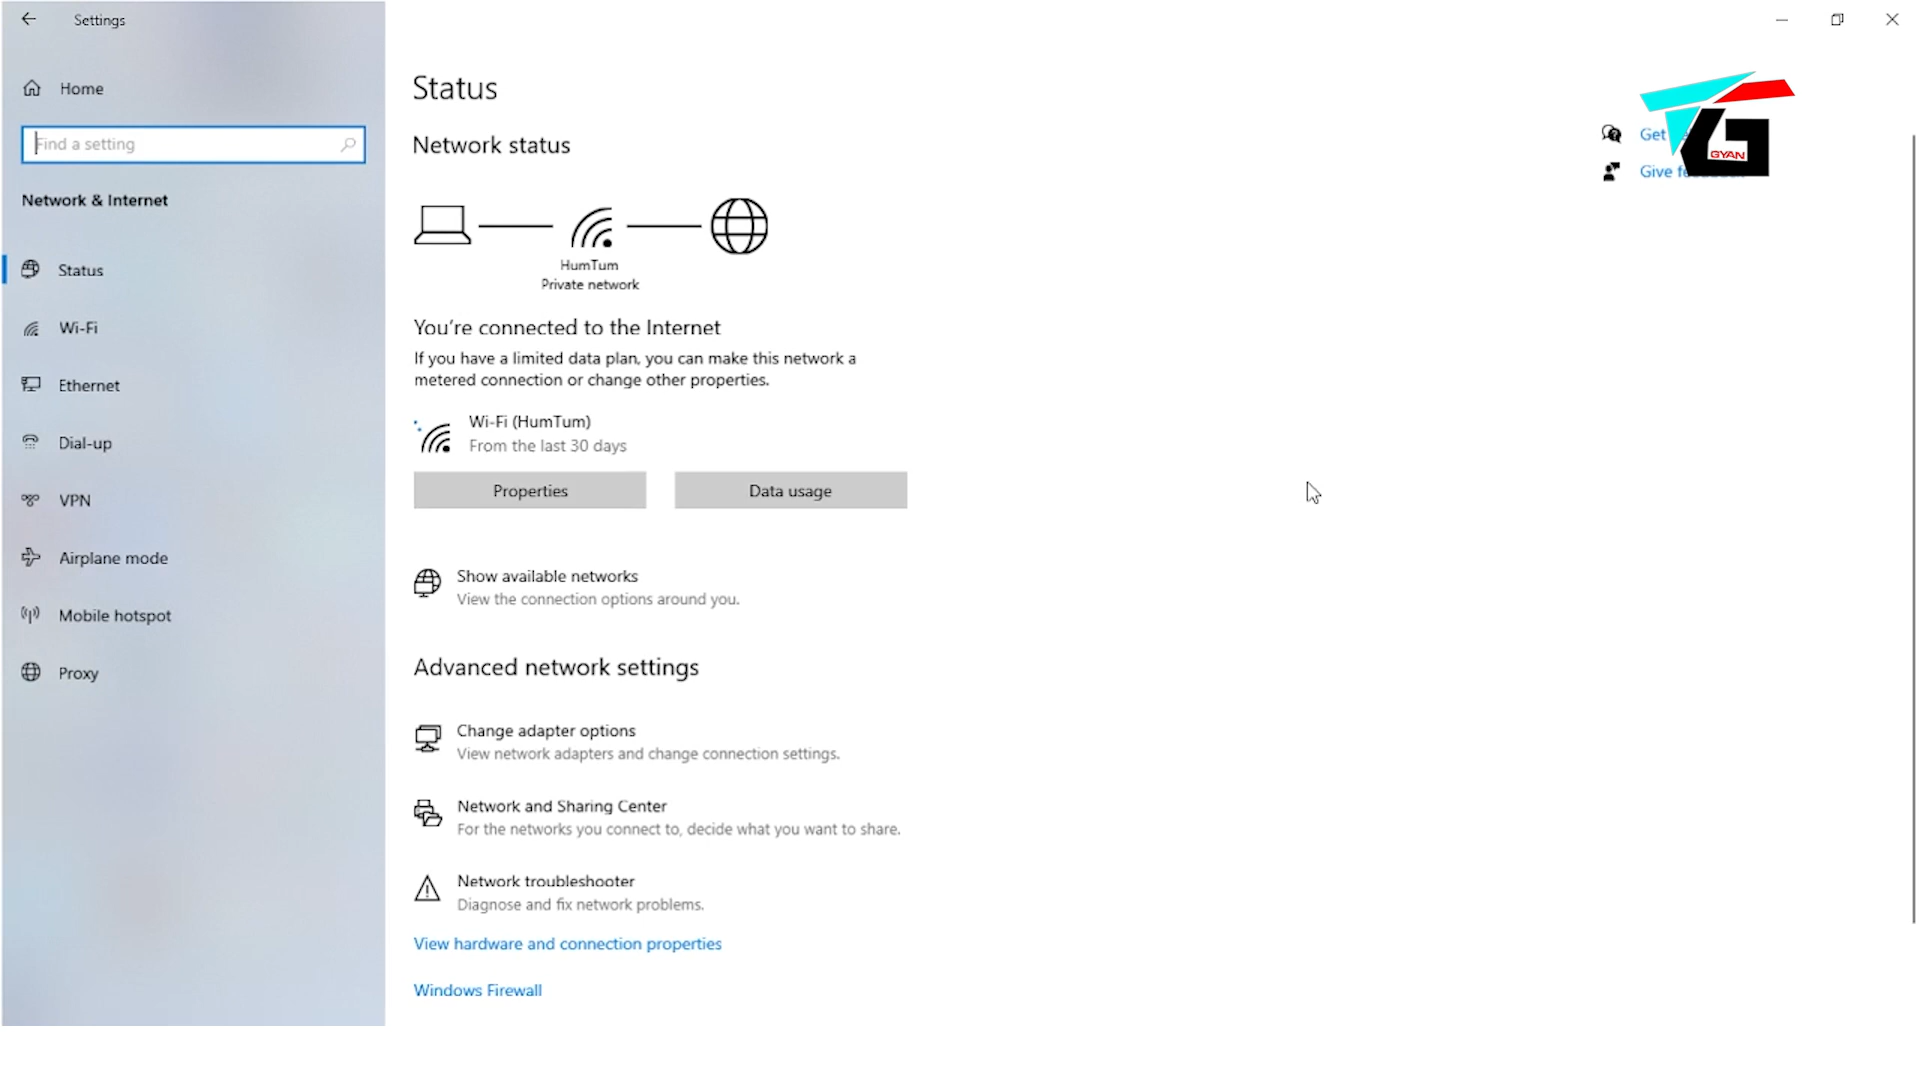 Settings
Home
Find a setting
Network & Internet
Status
Wi-Fi
Ethernet
Dial-up
VPN
Airplane mode
Mobile hotspot
Proxy
Status
Network status
HumTum
Private network
You're connected to the Internet
If you have a limited data plan, you can make this network a
metered connection or change other properties.
Wi-Fi (HumTum)
From the last 30 days
Properties
Data usage
Show available networks
View the connection options around you.
Advanced network settings
Change adapter options
View network adapters and change connection settings.
Network and Sharing Center
For the networks you connect to, decide what you want to share.
Network troubleshooter
Diagnose and fix network problems.
View hardware and connection properties
Windows Firewall
Get
Give
TG
GYAN